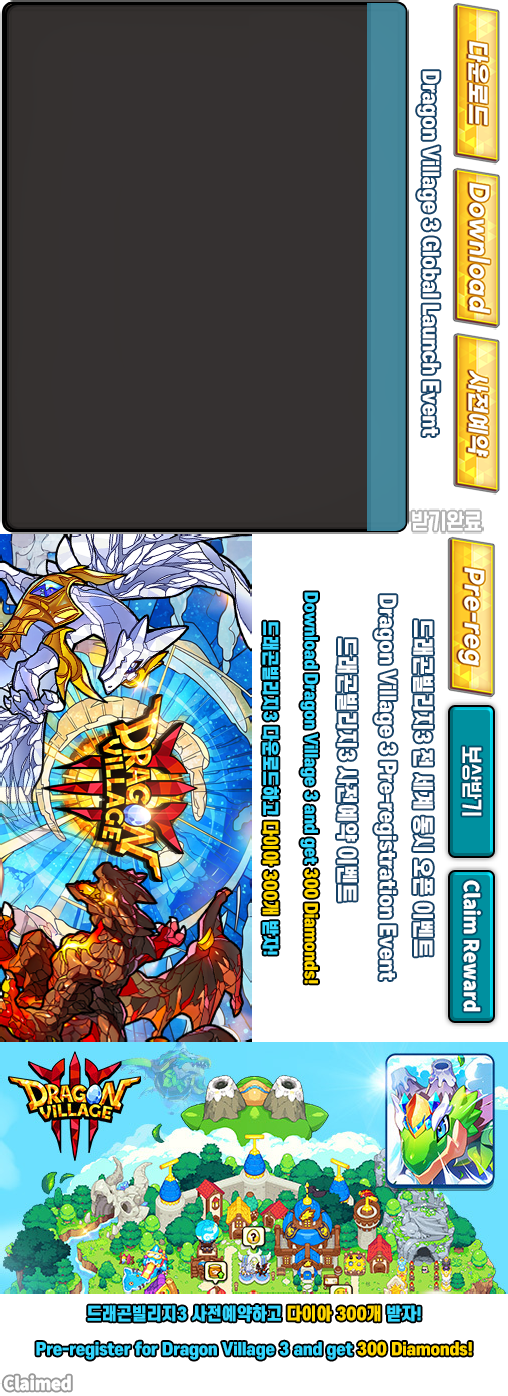 다운로드
Download
사전예약
Dragon Village 3 Global Launch Event
받기완료
Pre-reg
보상받기
Claim Reward
드래곤빌리지3 전 세계 동시 오픈 이벤트
Dragon Village 3 Pre-registration Event
드래곤빌리지3 사전예약 이벤트
Download Dragon Village 3 and get 300 Diamonds!
드래곤빌리지3 다운로드하고 다이아 300개 받자!
DRAGON
VILLAGE
III
DRAGON
VILLAGE
III
?
드래곤빌리지3 사전예약하고 다이아 300개 받자!
Pre-register for Dragon Village 3 and get 300 Diamonds!
Claimed